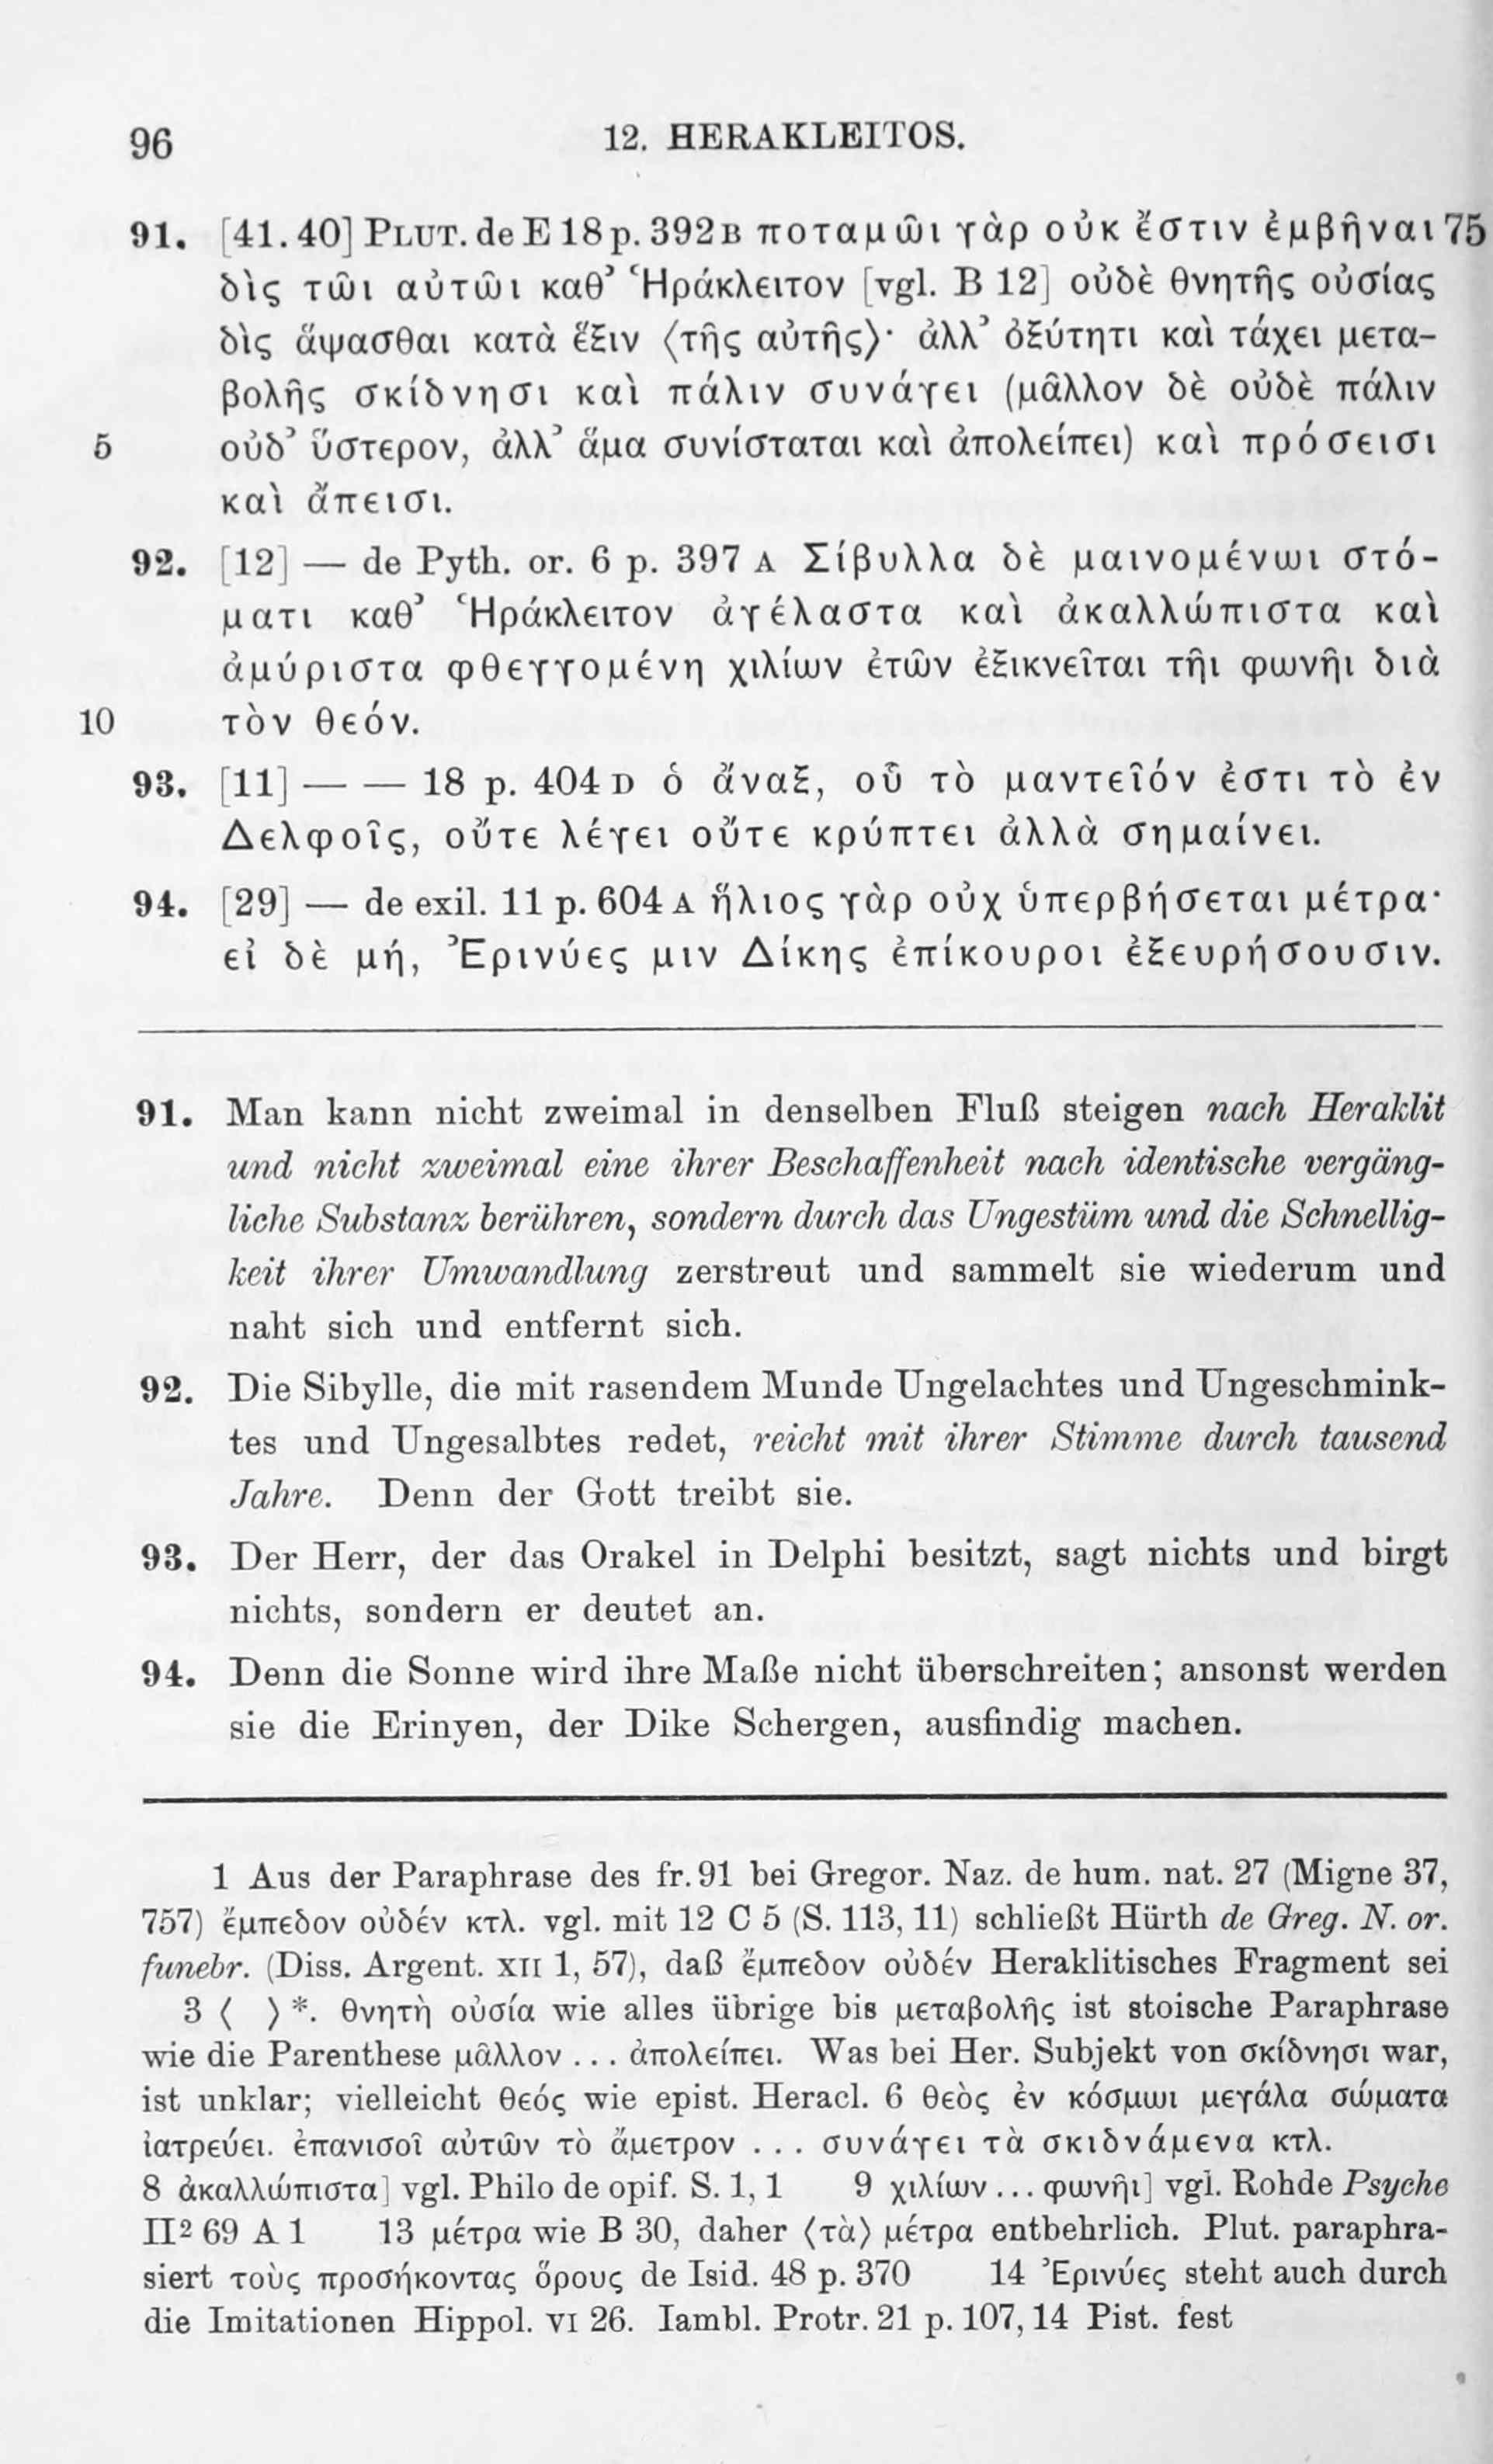 96
12. HERAKLEITOS.
91. [41. 40] PLUT. de E 18 p. 392 B ποταμῶι γὰρ οὐκ ἔστιν ἐμβῆναι 75
δὶς τῶι αὐτῶι καθ’ Ἡράκλειτον [vgl. B 12] οὐδὲ θνητῆς οὐσίας
δὶς ἅψασθαι κατὰ ἕξιν ⟨τῆς αὐτῆς⟩· ἀλλ’ ὀξύτητι καὶ τάχει μετα-
βολῆς σκίδνησι καὶ πάλιν συνάγει (μᾶλλον δὲ οὐδὲ πάλιν
5 οὐδ’ ὕστερον, ἀλλ’ ἅμα συνίσταται καὶ ἀπολείπει) καὶ πρόσεισι
καὶ ἄπεισι.
92. [12] — de Pyth. or. 6 p. 397 A Σίβυλλα δὲ μαινομένωι στό-
ματι καθ’ Ἡράκλειτον ἀγέλαστα καὶ ἀκαλλώπιστα καὶ
ἀμύριστα φθεγγομένη χιλίων ἐτῶν ἐξικνεῖται τῆι φωνῆι διὰ
10 τὸν θεόν.
93. [11] — — 18 p. 404 D ὁ ἄναξ, οὗ τὸ μαντεῖόν ἐστι τὸ ἐν
Δελφοῖς, οὔτε λέγει οὔτε κρύπτει ἀλλὰ σημαίνει.
94. [29] — de exil. 11 p. 604 A ἥλιος γὰρ οὐχ ὑπερβήσεται μέτρα·
εἰ δὲ μή, Ἐρινύες μιν Δίκης ἐπίκουροι ἐξευρήσουσιν.
91. Man kann nicht zweimal in denselben Fluß steigen nach Heraklit
und nicht zweimal eine ihrer Beschaffenheit nach identische vergäng-
liche Substanz berühren, sondern durch das Ungestüm und die Schnellig-
keit ihrer Umwandlung zerstreut und sammelt sie wiederum und
naht sich und entfernt sich.
92. Die Sibylle, die mit rasendem Munde Ungelachtes und Ungeschmink-
tes und Ungesalbtes redet, reicht mit ihrer Stimme durch tausend
Jahre. Denn der Gott treibt sie.
93. Der Herr, der das Orakel in Delphi besitzt, sagt nichts und birgt
nichts, sondern er deutet an.
94. Denn die Sonne wird ihre Maße nicht überschreiten; ansonst werden
sie die Erinyen, der Dike Schergen, ausfindig machen.
1 Aus der Paraphrase des fr. 91 bei Gregor. Naz. de hum. nat. 27 (Migne 37,
757) ἔμπεδον οὐδέν κτλ. vgl. mit 12 C 5 (S. 113, 11) schließt Hürth de Greg. N. or.
funebr. (Diss. Argent. XII 1, 57), daß ἔμπεδον οὐδέν Heraklitisches Fragment sei
3 ⟨ ⟩ *. θνητὴ οὐσία wie alles übrige bis μεταβολῆς ist stoische Paraphrase
wie die Parenthese μᾶλλον ... ἀπολείπει. Was bei Her. Subjekt von σκίδνησι war,
ist unklar; vielleicht θεός wie epist. Heracl. 6 θεὸς ἐν κόσμωι μεγάλα σώματα
ἰατρεύει. ἐπανισοῖ αὐτῶν τὸ ἄμετρον ... συνάγει τὰ σκιδνάμενα κτλ.
8 ἀκαλλώπιστα] vgl. Philo de opif. S. 1, 1 9 χιλίων ... φωνῆι] vgl. Rohde Psyche
II² 69 A 1 13 μέτρα wie B 30, daher ⟨τὰ⟩ μέτρα entbehrlich. Plut. paraphra-
siert τοὺς προσήκοντας ὅρους de Isid. 48 p. 370 14 Ἐρινύες steht auch durch
die Imitationen Hippol. VI 26. Iambl. Protr. 21 p. 107, 14 Pist. fest